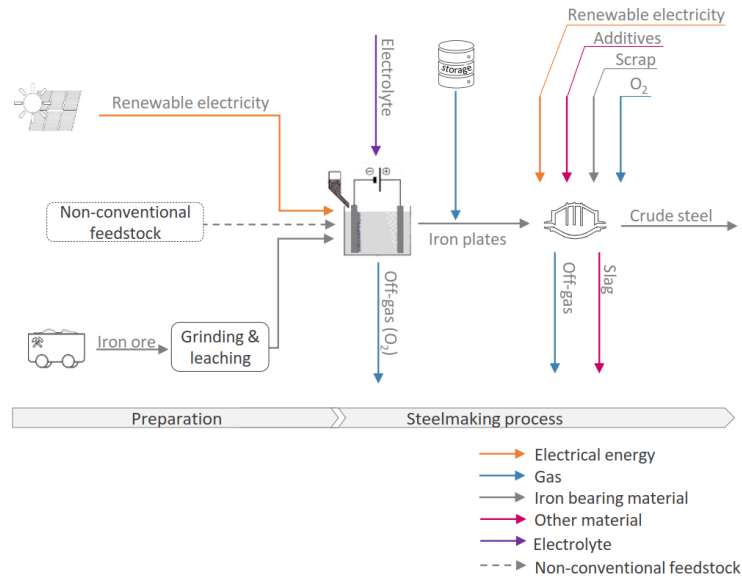 Renewable electricity
Additives
Scrap
O₂
storage
Electrolyte
Renewable electricity
Non-conventional
feedstock
Iron plates
Crude steel
Off-gas (O₂)
Off-gas
Slag
Iron ore
Grinding &
leaching
Preparation
Steelmaking process
Electrical energy
Gas
Iron bearing material
Other material
Electrolyte
Non-conventional feedstock